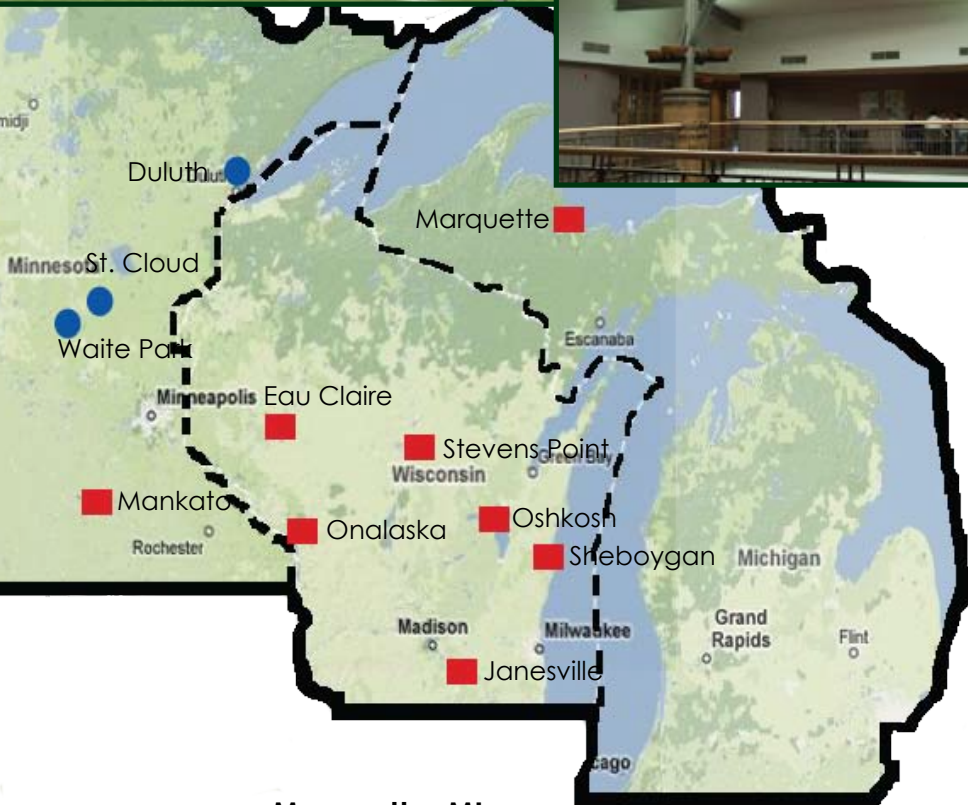 midji
Duluth
Marquette
Minnesot
St. Cloud
Waite Park
Escanaba
Minneapolis
Eau Claire
Stevens Point
Green Bay
Wisconsin
Mankato
Oshkosh
Onalaska
Rochester
Sheboygan
Michigan
Madison
Milwaukee
Grand
Rapids
Flint
Janesville
cago